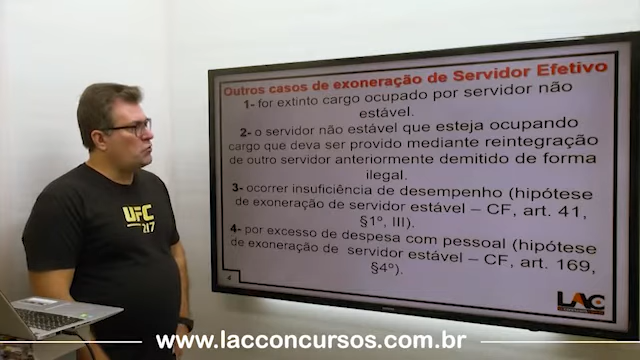 Outros casos de exoneração de Servidor Efetivo
1- for extinto cargo ocupado por servidor não
estável.
2- o servidor não estável que esteja ocupando
cargo que deva ser provido mediante reintegração
de outro servidor anteriormente demitido de forma
ilegal.
3- ocorrer insuficiência de desempenho (hipótese
de exoneração de servidor estável – CF, art. 41,
§1º, III).
4- por excesso de despesa com pessoal (hipótese
de exoneração de servidor estável – CF, art. 169,
§4º).
4
LAC
UFC
217
www.lacconcursos.com.br